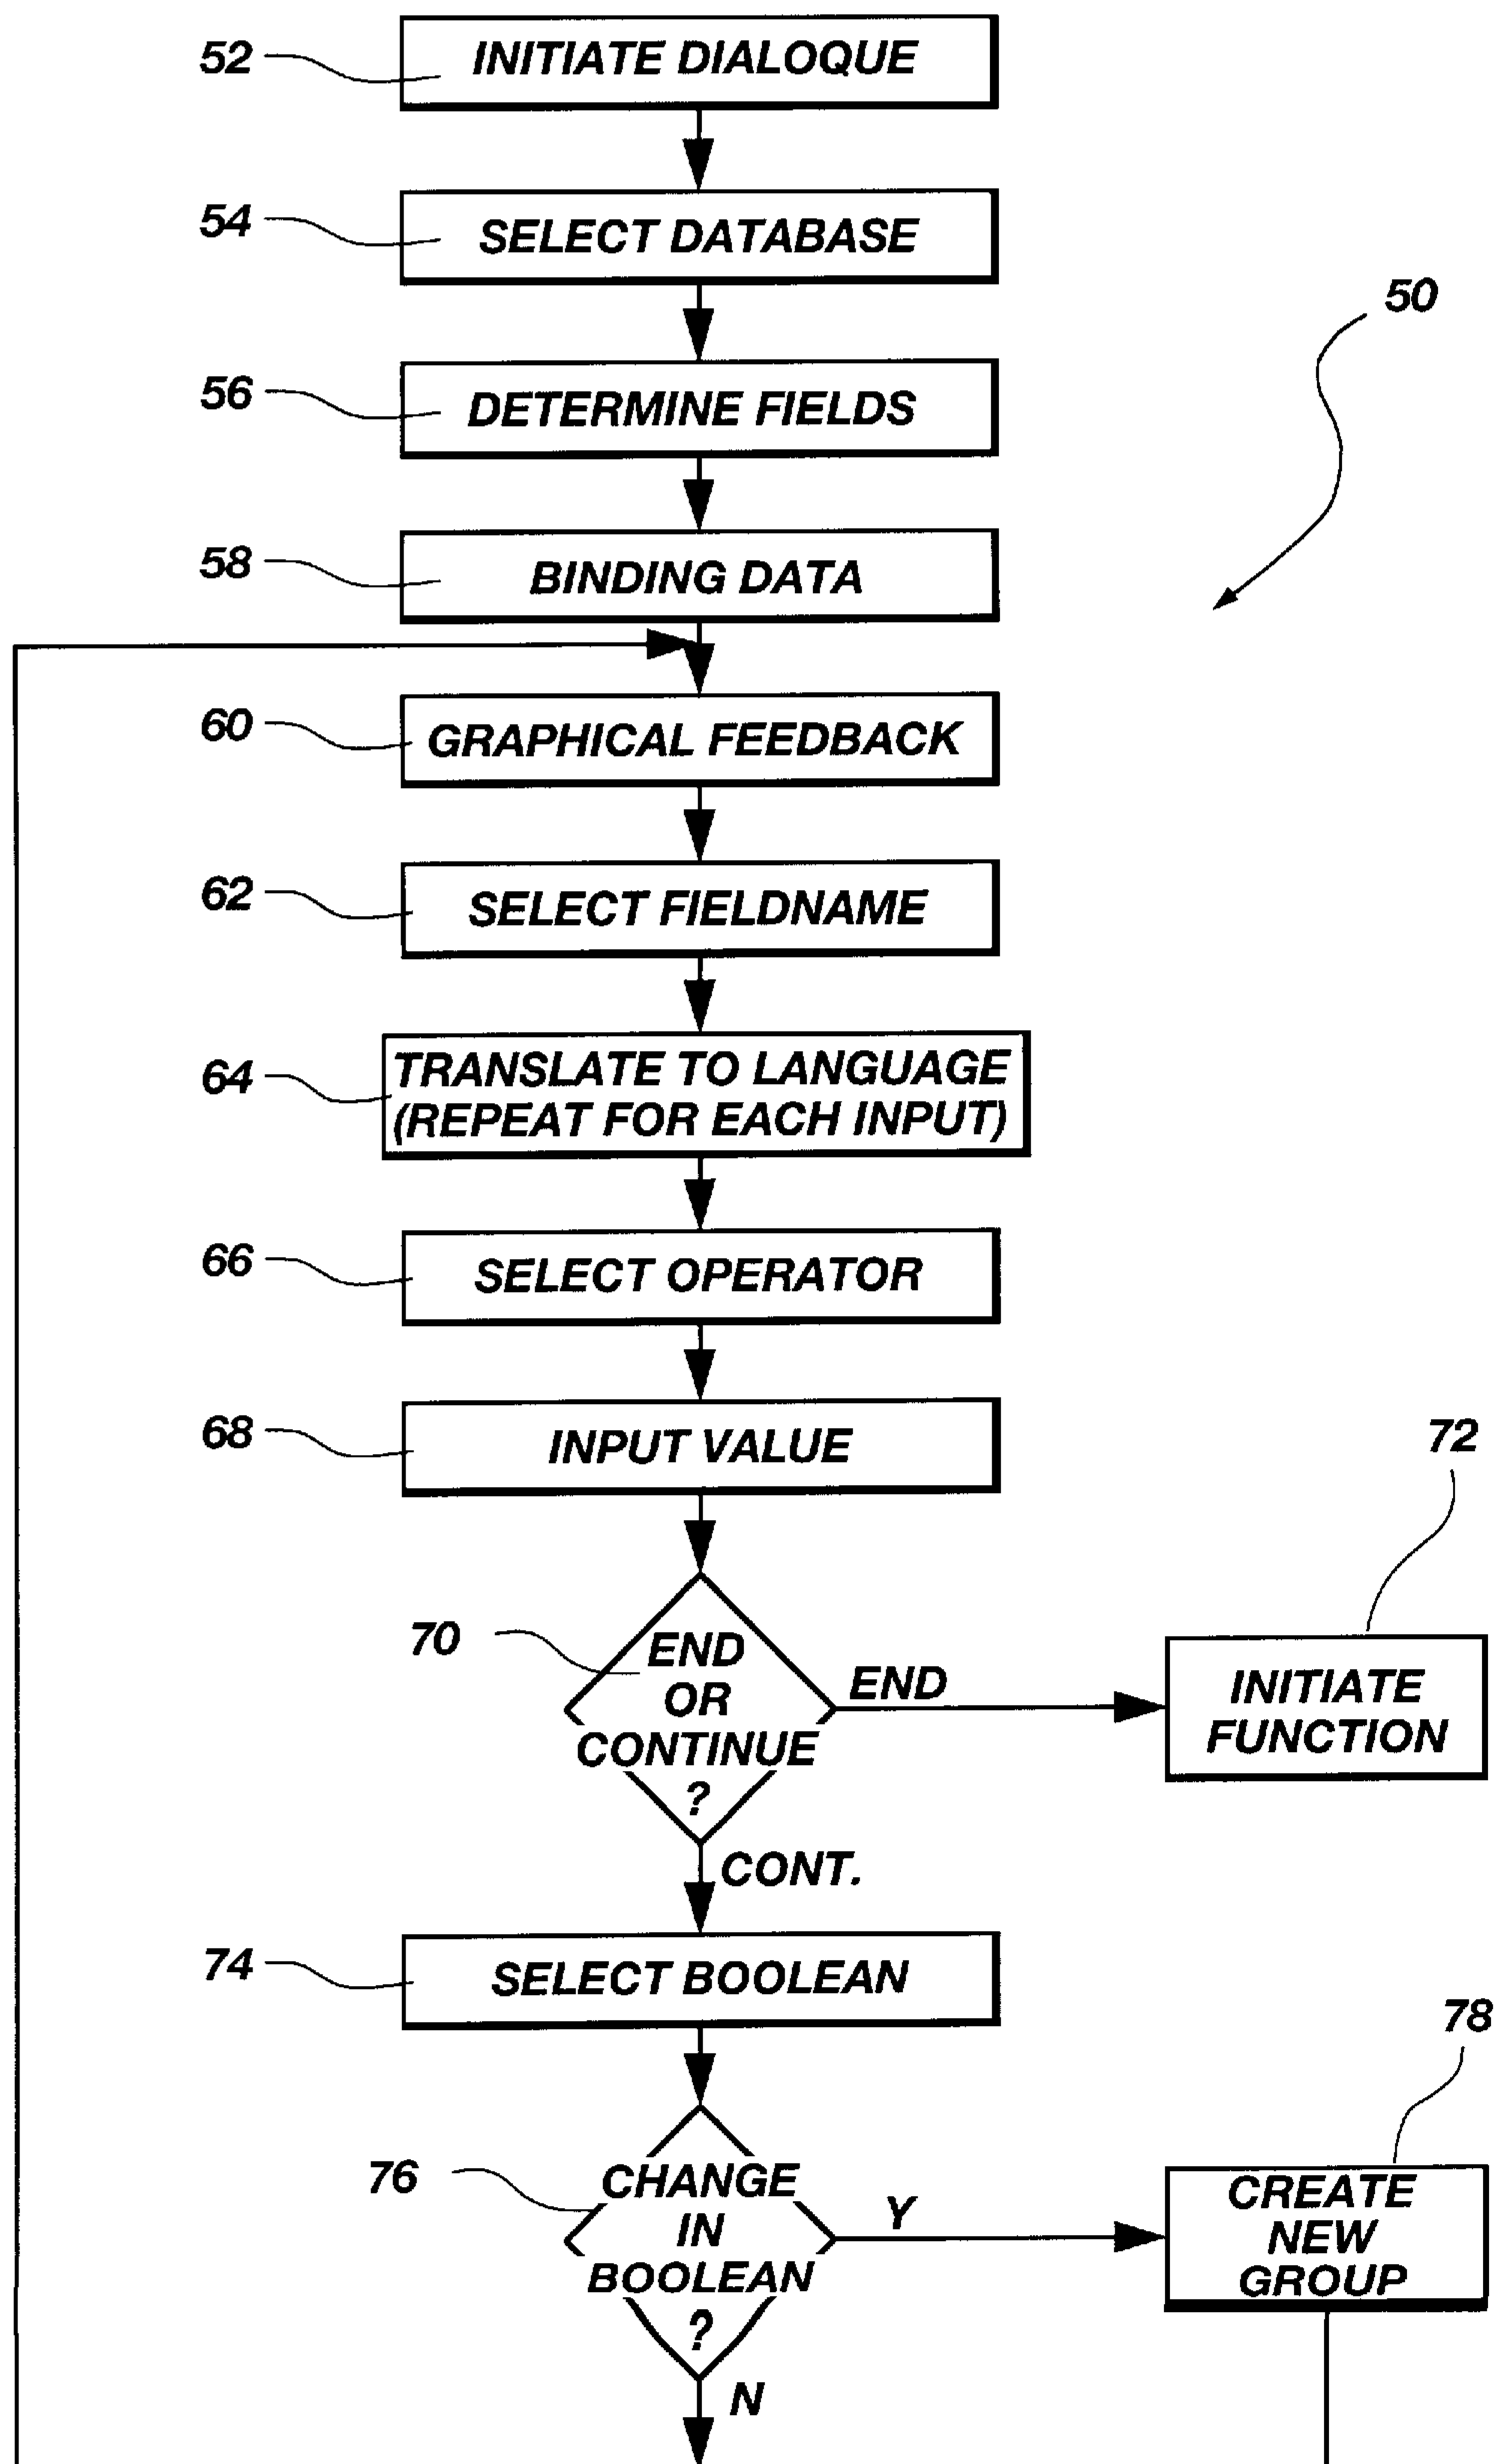 52
INITIATE DIALOQUE
54
SELECT DATABASE
50
56
DETERMINE FIELDS
58
BINDING DATA
60
GRAPHICAL FEEDBACK
62
SELECT FIELDNAME
64
TRANSLATE TO LANGUAGE
(REPEAT FOR EACH INPUT)
66
SELECT OPERATOR
68
INPUT VALUE
72
70
END
OR
CONTINUE
?
END
INITIATE
FUNCTION
CONT.
74
SELECT BOOLEAN
78
76
CHANGE
IN
BOOLEAN
?
Y
CREATE
NEW
GROUP
N